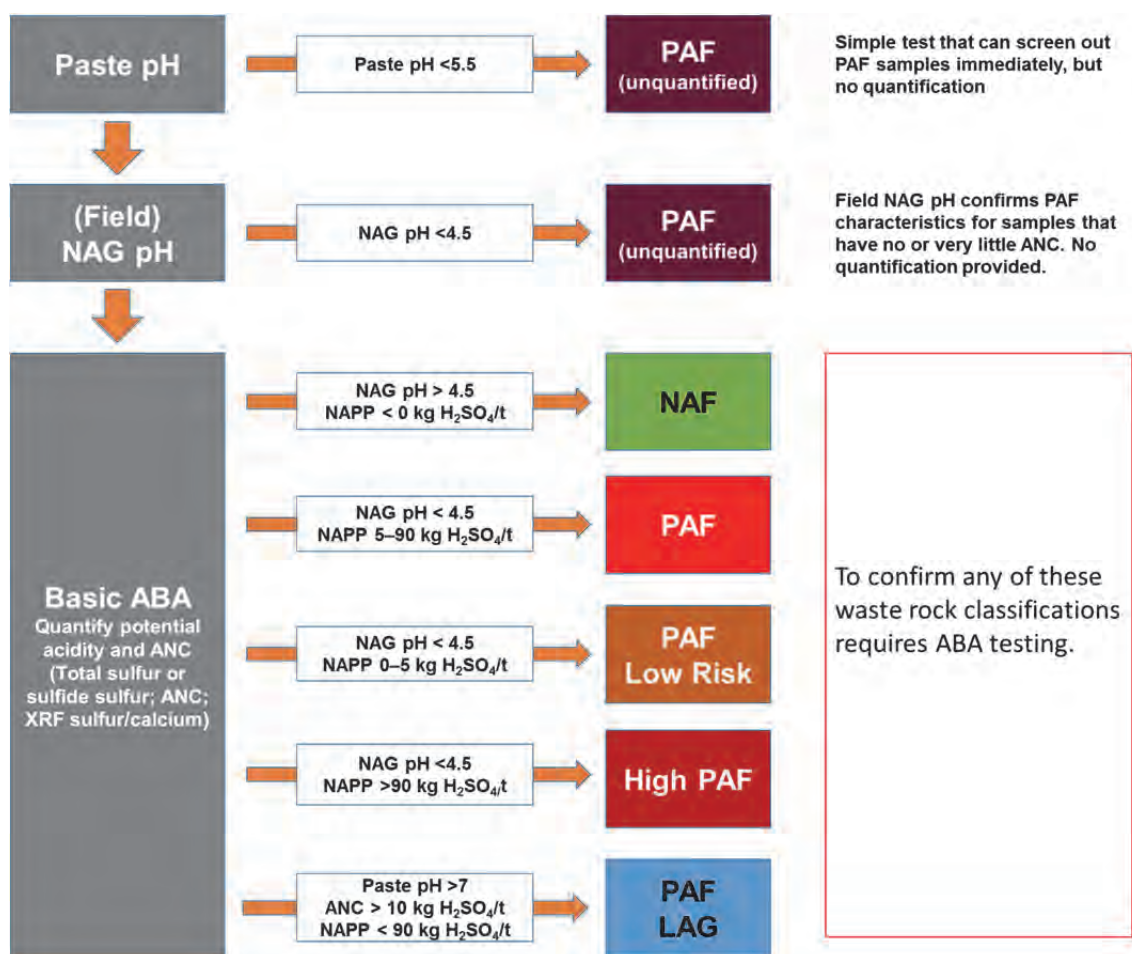 Paste pH
Paste pH <5.5
PAF
(unquantified)
Simple test that can screen out
PAF samples immediately, but
no quantification
(Field)
NAG pH
NAG pH <4.5
PAF
(unquantified)
Field NAG pH confirms PAF
characteristics for samples that
have no or very little ANC. No
quantification provided.
Basic ABA
Quantify potential
acidity and ANC
(Total sulfur or
sulfide sulfur; ANC;
XRF sulfur/calcium)
NAG pH > 4.5
NAPP < 0 kg H₂SO₄/t
NAF
NAG pH < 4.5
NAPP 5–90 kg H₂SO₄/t
PAF
NAG pH < 4.5
NAPP 0–5 kg H₂SO₄/t
PAF
Low Risk
NAG pH <4.5
NAPP >90 kg H₂SO₄/t
High PAF
Paste pH >7
ANC > 10 kg H₂SO₄/t
NAPP < 90 kg H₂SO₄/t
PAF
LAG
To confirm any of these
waste rock classifications
requires ABA testing.